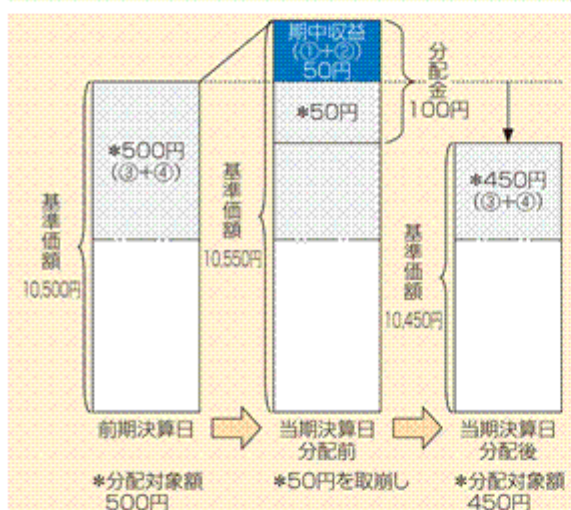 期中収益
(①+②)
50円
分配金
100円
*50円
*500円
(③+④)
*450円
(③+④)
基準価額
10,500円
基準価額
10,550円
基準価額
10,450円
前期決算日
当期決算日
分配前
当期決算日
分配後
*分配対象額
500円
*50円を取崩し
*分配対象額
450円